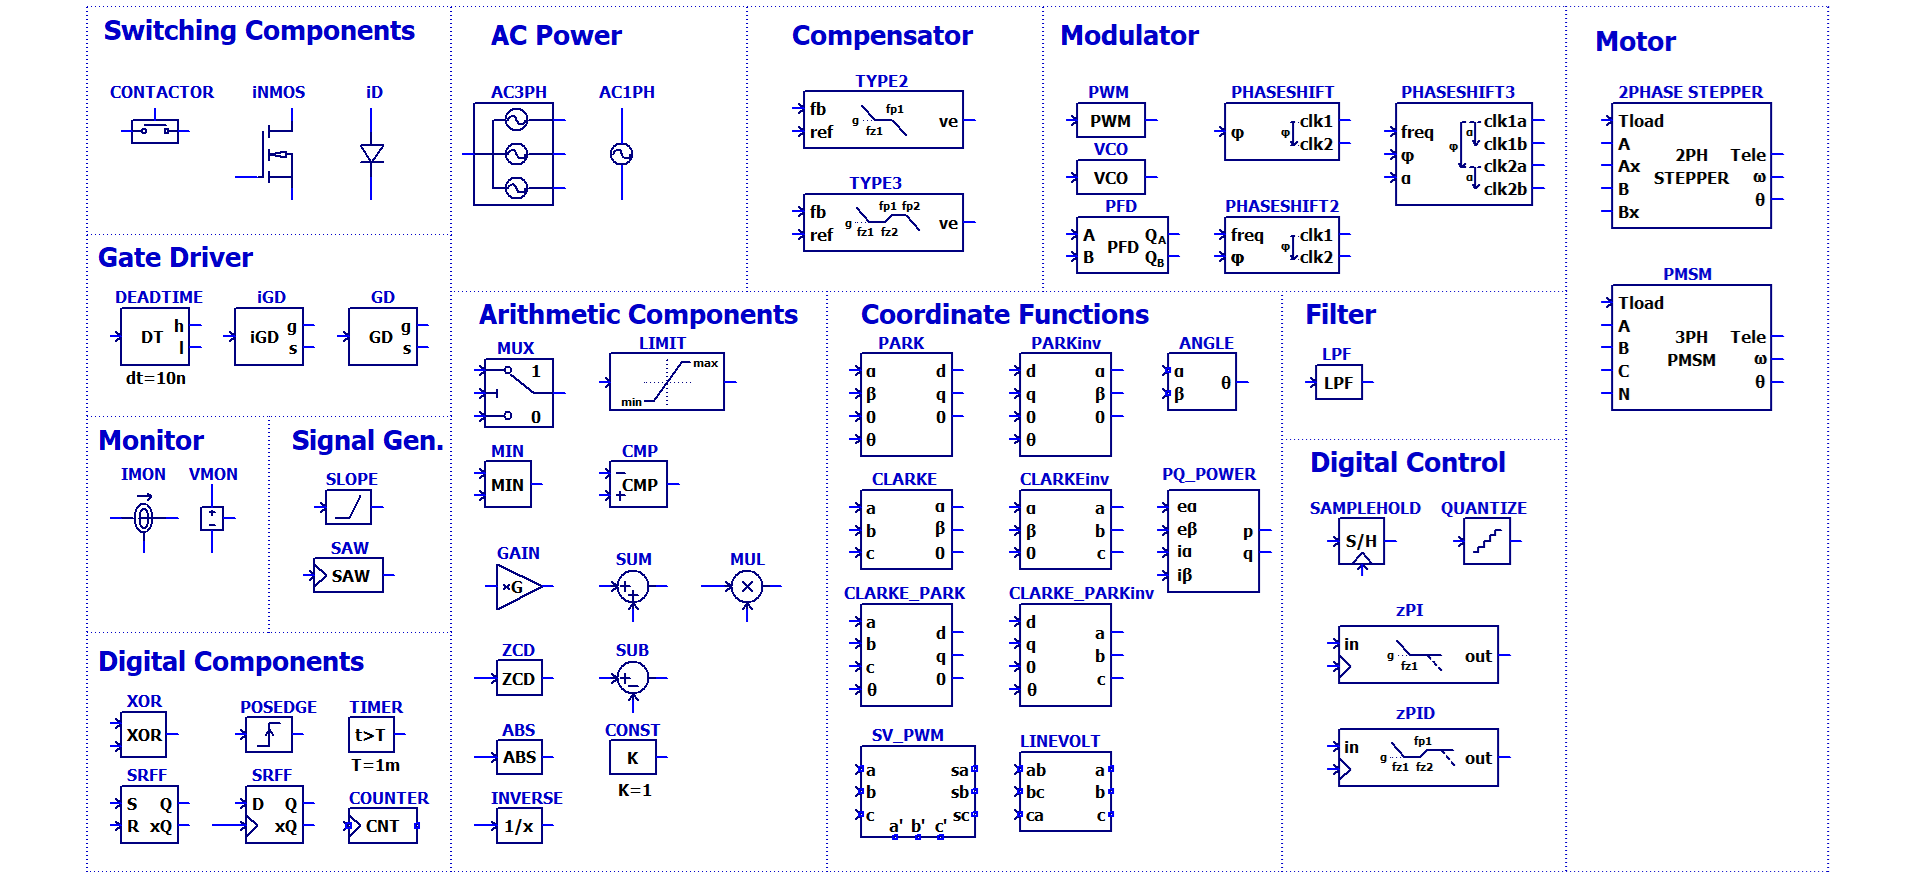 Switching Components
CONTACTOR
iNMOS
iD
AC Power
AC3PH
AC1PH
Compensator
TYPE2
fb
ref
g
fz1
fp1
ve
TYPE3
fb
ref
g
fz1 fz2
fp1 fp2
ve
Modulator
PWM
PWM
VCO
VCO
PFD
A
B
PFD
QA
QB
PHASESHIFT
φ
φ
clk1
clk2
PHASESHIFT2
freq
φ
φ
clk1
clk2
PHASESHIFT3
freq
φ
α
φ
α
α
clk1a
clk1b
clk2a
clk2b
Motor
2PHASE STEPPER
Tload
A
Ax
B
Bx
2PH
STEPPER
Tele
ω
θ
PMSM
Tload
A
B
C
N
3PH
PMSM
Tele
ω
θ
Gate Driver
DEADTIME
DT
h
l
dt=10n
iGD
iGD
g
s
GD
GD
g
s
Monitor
IMON
VMON
+
-
Signal Gen.
SLOPE
SAW
SAW
Digital Components
XOR
XOR
POSEDGE
TIMER
t>T
T=1m
SRFF
S
R
Q
xQ
SRFF
D
Q
xQ
COUNTER
CNT
Arithmetic Components
MUX
1
0
LIMIT
max
min
MIN
MIN
CMP
−
+
CMP
GAIN
×G
SUM
+
+
MUL
×
ZCD
ZCD
SUB
+
−
ABS
ABS
CONST
K
K=1
INVERSE
1/x
Coordinate Functions
PARK
α
β
0
θ
d
q
0
PARKinv
d
q
0
θ
α
β
0
ANGLE
α
β
θ
CLARKE
a
b
c
α
β
0
CLARKEinv
α
β
0
a
b
c
PQ_POWER
eα
eβ
iα
iβ
p
q
CLARKE_PARK
a
b
c
θ
d
q
0
CLARKE_PARKinv
d
q
0
θ
a
b
c
SV_PWM
a
b
c
sa
sb
sc
a' b' c'
LINEVOLT
ab
bc
ca
a
b
c
Filter
LPF
LPF
Digital Control
SAMPLEHOLD
S/H
QUANTIZE
zPI
in
g
fz1
out
zPID
in
g
fz1 fz2
fp1
out